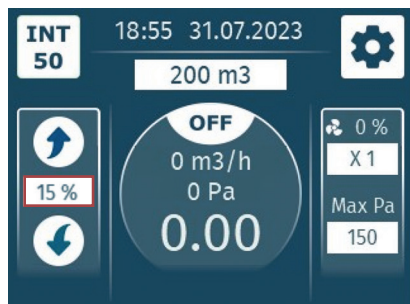 INT
50
18:55 31.07.2023
200 m3
15 %
OFF
0 m3/h
0 Pa
0.00
0 %
X 1
Max Pa
150